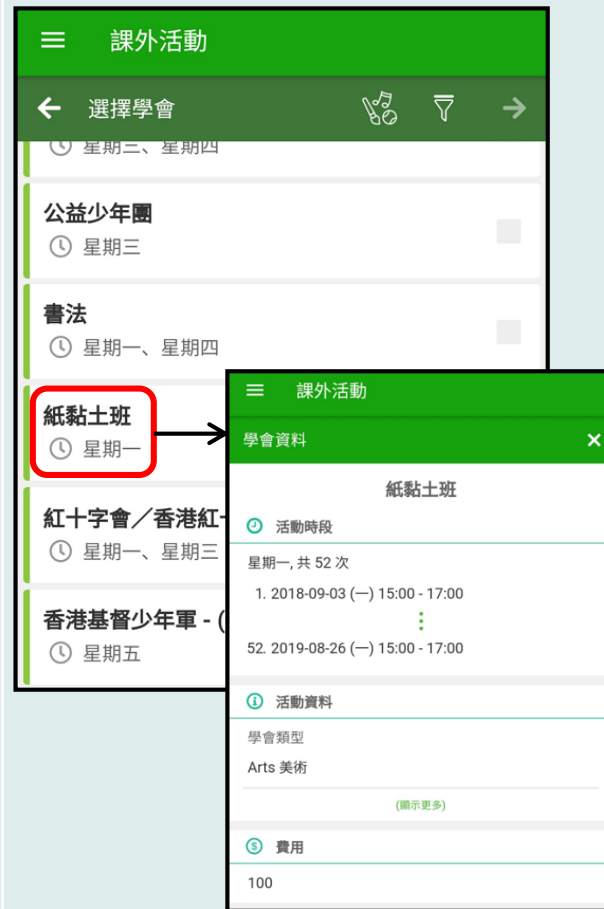 課外活動
選擇學會
星期三、星期四
公益少年團
星期三
書法
星期一、星期四
紙黏土班
星期一
紅十字會／香港紅十
星期一、星期三
香港基督少年軍 - (
星期五
課外活動
學會資料
紙黏土班
活動時段
星期一, 共 52 次
1. 2018-09-03 (一) 15:00 - 17:00
52. 2019-08-26 (一) 15:00 - 17:00
活動資料
學會類型
Arts 美術
(顯示更多)
費用
100